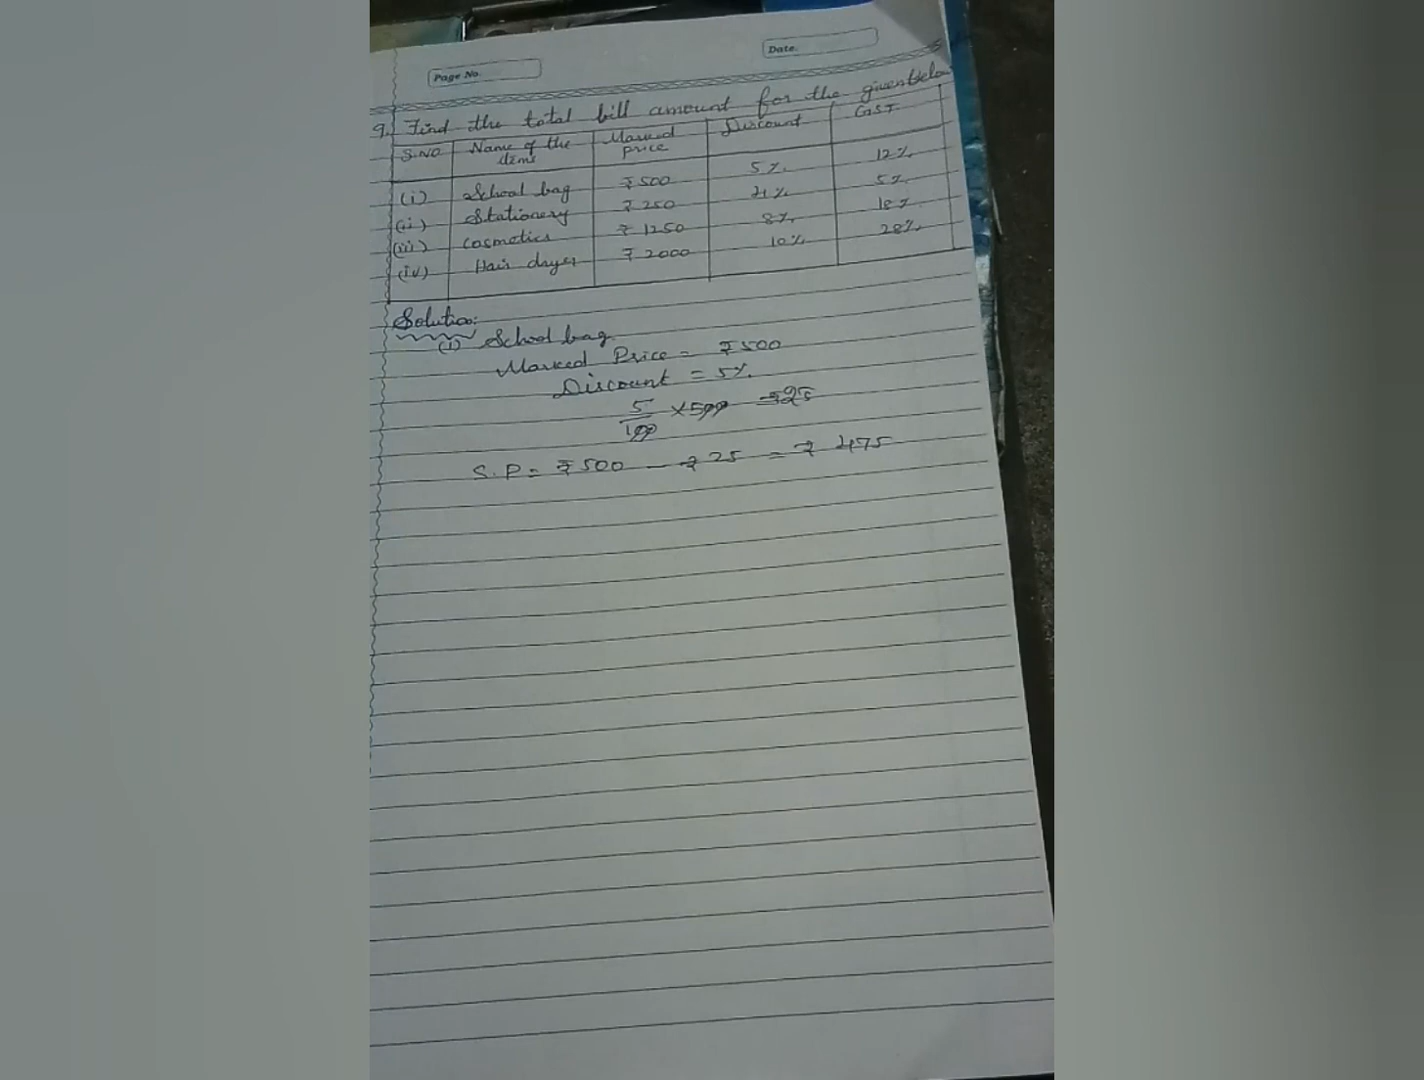 Page No.
Date.
9. Find the total bill amount for the given below
S.NO Name of the items Marked price Discount GST
(i) School bag ₹500 5% 12%
(ii) Stationery ₹250 4% 5%
(iii) Cosmetics ₹1250 8% 18%
(iv) Hair dryer ₹2000 10% 28%
Solution:
(i) School bag
Marked Price = ₹500
Discount = 5%
5/100 × 500 = ₹25
S.P = ₹500 - ₹25 = ₹475